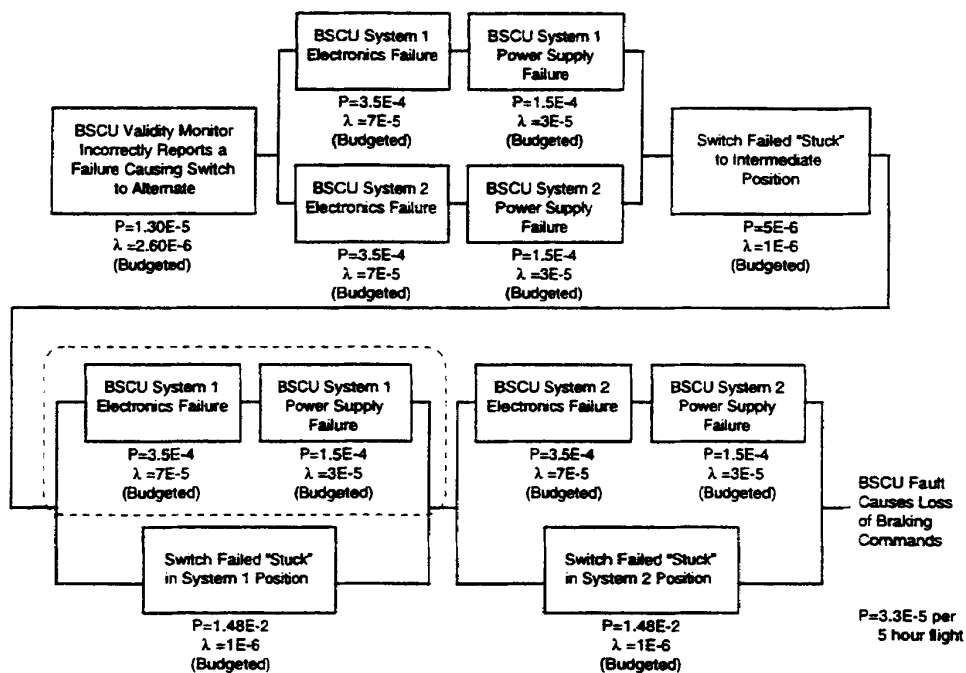 BSCU System 1
Electronics Failure
P=3.5E-4
λ =7E-5
(Budgeted)
BSCU System 1
Power Supply
Failure
P=1.5E-4
λ =3E-5
(Budgeted)
BSCU Validity Monitor
Incorrectly Reports a
Failure Causing Switch
to Alternate
P=1.30E-5
λ =2.60E-6
(Budgeted)
BSCU System 2
Electronics Failure
P=3.5E-4
λ =7E-5
(Budgeted)
BSCU System 2
Power Supply
Failure
P=1.5E-4
λ =3E-5
(Budgeted)
Switch Failed "Stuck"
to Intermediate
Position
P=5E-6
λ =1E-6
(Budgeted)
BSCU System 1
Electronics Failure
P=3.5E-4
λ =7E-5
(Budgeted)
BSCU System 1
Power Supply
Failure
P=1.5E-4
λ =3E-5
(Budgeted)
Switch Failed "Stuck"
in System 1 Position
P=1.48E-2
λ =1E-6
(Budgeted)
BSCU System 2
Electronics Failure
P=3.5E-4
λ =7E-5
(Budgeted)
BSCU System 2
Power Supply
Failure
P=1.5E-4
λ =3E-5
(Budgeted)
Switch Failed "Stuck"
in System 2 Position
P=1.48E-2
λ =1E-6
(Budgeted)
BSCU Fault
Causes Loss
of Braking
Commands
P=3.3E-5 per
5 hour flight